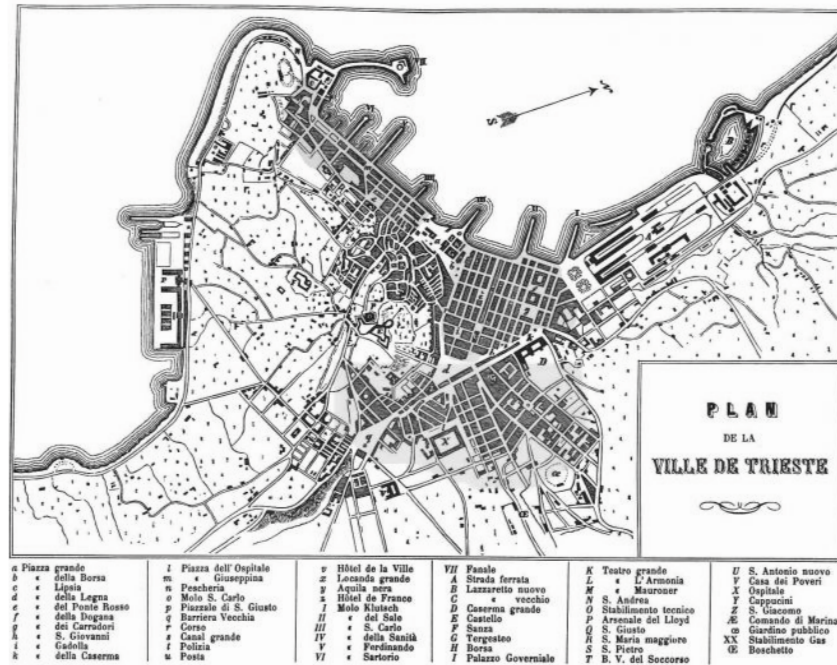 PLAN
DE LA
VILLE DE TRIESTE
S
N
VII
VI
III
II
I
B
D
P
X
a Piazza grande
b « della Borsa
c « Lipsia
d « della Legna
e « del Ponte Rosso
f « della Dogana
g « dei Carradori
h « S. Giovanni
i « Gadolla
k « della Caserma
l Piazza dell'Ospitale
m « Giuseppina
n Pescheria
o Molo S. Carlo
p Piazzale di S. Giusto
q Barriera Vecchia
r Corso
s Canal grande
t Polizia
u Posta
v Hôtel de la Ville
x Locanda grande
y Aquila nera
z Hôtel de France
I Molo Klutsch
II « del Sale
III « S. Carlo
IV « della Sanità
V « Ferdinando
VI « Sartorio
VII Fanale
A Strada ferrata
B Lazzaretto nuovo
C « vecchio
D Caserma grande
E Castello
F Sanza
G Tergesteo
H Borsa
I Palazzo Governiale
K Teatro grande
L « L'Armonia
M « Mauroner
N S. Andrea
O Stabilimento tecnico
P Arsenale del Lloyd
Q S. Giusto
R S. Maria maggiore
S S. Pietro
T B. V. del Soccorso
U S. Antonio nuovo
V Casa dei Poveri
X Ospitale
Y Cappucini
Z S. Giacomo
Æ Comando di Marina
œ Giardino pubblico
XX Stabilimento Gas
Œ Boschetto